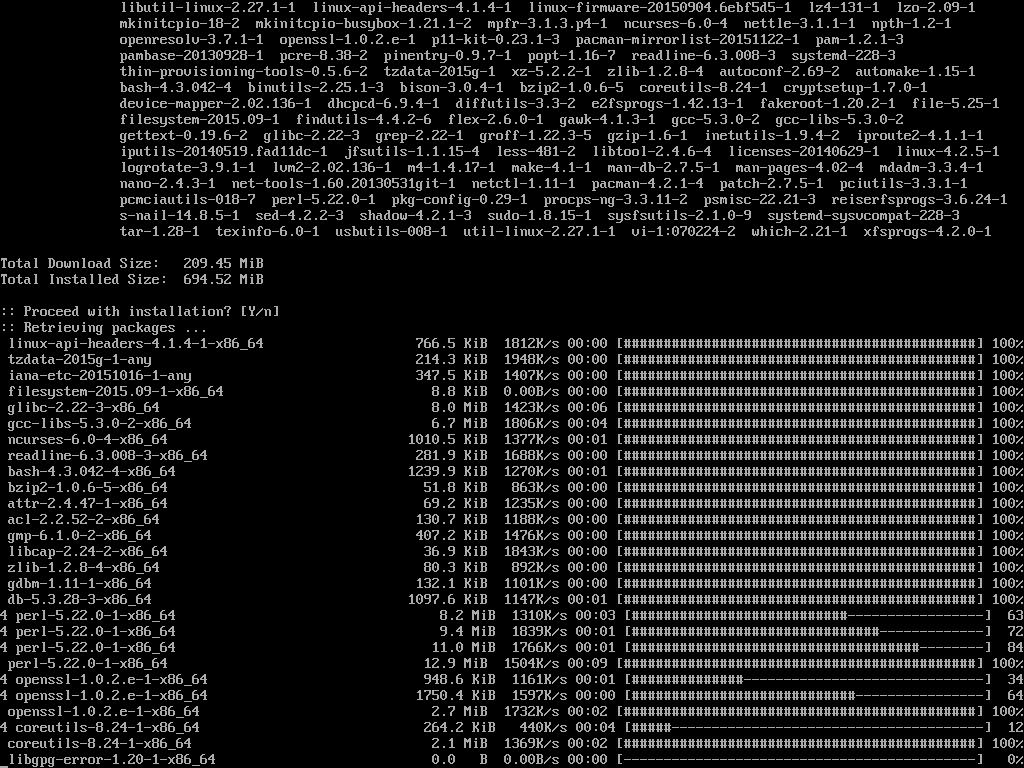 libutil-linux-2.27.1-1 linux-api-headers-4.1.4-1 linux-firmware-20150904.6ebf5d5-1 lz4-131-1 lzo-2.09-1
mkinitcpio-18-2 mkinitcpio-busybox-1.21.1-2 mpfr-3.1.3.p4-1 ncurses-6.0-4 nettle-3.1.1-1 npth-1.2-1
openresolv-3.7.1-1 openssl-1.0.2.e-1 p11-kit-0.23.1-3 pacman-mirrorlist-20151122-1 pam-1.2.1-3
pambase-20130928-1 pcre-8.38-2 pinentry-0.9.7-1 popt-1.16-7 readline-6.3.008-3 systemd-228-3
thin-provisioning-tools-0.5.6-2 tzdata-2015g-1 xz-5.2.2-1 zlib-1.2.8-4 autoconf-2.69-2 automake-1.15-1
bash-4.3.042-4 binutils-2.25.1-3 bison-3.0.4-1 bzip2-1.0.6-5 coreutils-8.24-1 cryptsetup-1.7.0-1
device-mapper-2.02.136-1 dhcpcd-6.9.4-1 diffutils-3.3-2 e2fsprogs-1.42.13-1 fakeroot-1.20.2-1 file-5.25-1
filesystem-2015.09-1 findutils-4.4.2-6 flex-2.6.0-1 gawk-4.1.3-1 gcc-5.3.0-2 gcc-libs-5.3.0-2
gettext-0.19.6-2 glibc-2.22-3 grep-2.22-1 groff-1.22.3-5 gzip-1.6-1 inetutils-1.9.4-2 iproute2-4.1.1-1
iputils-20140519.fad11dc-1 jfsutils-1.1.15-4 less-481-2 libtool-2.4.6-4 licenses-20140629-1 linux-4.2.5-1
logrotate-3.9.1-1 lvm2-2.02.136-1 m4-1.4.17-1 make-4.1-1 man-db-2.7.5-1 man-pages-4.02-4 mdadm-3.3.4-1
nano-2.4.3-1 net-tools-1.60.20130531git-1 netctl-1.11-1 pacman-4.2.1-4 patch-2.7.5-1 pciutils-3.3.1-1
pcmciautils-018-7 perl-5.22.0-1 pkg-config-0.29-1 procps-ng-3.3.11-2 psmisc-22.21-3 reiserfsprogs-3.6.24-1
s-nail-14.8.5-1 sed-4.2.2-3 shadow-4.2.1-3 sudo-1.8.15-1 sysfsutils-2.1.0-9 systemd-sysvcompat-228-3
tar-1.28-1 texinfo-6.0-1 usbutils-008-1 util-linux-2.27.1-1 vi-1:070224-2 which-2.21-1 xfsprogs-4.2.0-1
Total Download Size: 209.45 MiB
Total Installed Size: 694.52 MiB
:: Proceed with installation? [Y/n]
:: Retrieving packages ...
linux-api-headers-4.1.4-1-x86_64 766.5 KiB 1812K/s 00:00 [############################################] 100%
tzdata-2015g-1-any 214.3 KiB 1948K/s 00:00 [############################################] 100%
iana-etc-20151016-1-any 347.5 KiB 1407K/s 00:00 [############################################] 100%
filesystem-2015.09-1-x86_64 8.8 KiB 0.00B/s 00:00 [############################################] 100%
glibc-2.22-3-x86_64 8.0 MiB 1423K/s 00:06 [############################################] 100%
gcc-libs-5.3.0-2-x86_64 6.7 MiB 1806K/s 00:04 [############################################] 100%
ncurses-6.0-4-x86_64 1010.5 KiB 1377K/s 00:01 [############################################] 100%
readline-6.3.008-3-x86_64 281.9 KiB 1688K/s 00:00 [############################################] 100%
bash-4.3.042-4-x86_64 1239.9 KiB 1270K/s 00:01 [############################################] 100%
bzip2-1.0.6-5-x86_64 51.8 KiB 863K/s 00:00 [############################################] 100%
attr-2.4.47-1-x86_64 69.2 KiB 1235K/s 00:00 [############################################] 100%
acl-2.2.52-2-x86_64 130.7 KiB 1188K/s 00:00 [############################################] 100%
gmp-6.1.0-2-x86_64 407.2 KiB 1476K/s 00:00 [############################################] 100%
libcap-2.24-2-x86_64 36.9 KiB 1843K/s 00:00 [############################################] 100%
zlib-1.2.8-4-x86_64 80.3 KiB 892K/s 00:00 [############################################] 100%
gdbm-1.11-1-x86_64 132.1 KiB 1101K/s 00:00 [############################################] 100%
db-5.3.28-3-x86_64 1097.6 KiB 1147K/s 00:01 [############################################] 100%
4 perl-5.22.0-1-x86_64 8.2 MiB 1310K/s 00:03 [###########################-----------------] 63
4 perl-5.22.0-1-x86_64 9.4 MiB 1839K/s 00:01 [###############################-------------] 72
4 perl-5.22.0-1-x86_64 11.0 MiB 1766K/s 00:01 [####################################--------] 84
perl-5.22.0-1-x86_64 12.9 MiB 1504K/s 00:09 [############################################] 100%
4 openssl-1.0.2.e-1-x86_64 948.6 KiB 1161K/s 00:01 [##############------------------------------] 34
4 openssl-1.0.2.e-1-x86_64 1750.4 KiB 1597K/s 00:00 [############################----------------] 64
openssl-1.0.2.e-1-x86_64 2.7 MiB 1732K/s 00:02 [############################################] 100%
4 coreutils-8.24-1-x86_64 264.2 KiB 440K/s 00:04 [#####---------------------------------------] 12
coreutils-8.24-1-x86_64 2.1 MiB 1369K/s 00:02 [############################################] 100%
libgpg-error-1.20-1-x86_64 0.0 B 0.00B/s 00:00 [--------------------------------------------] 0%